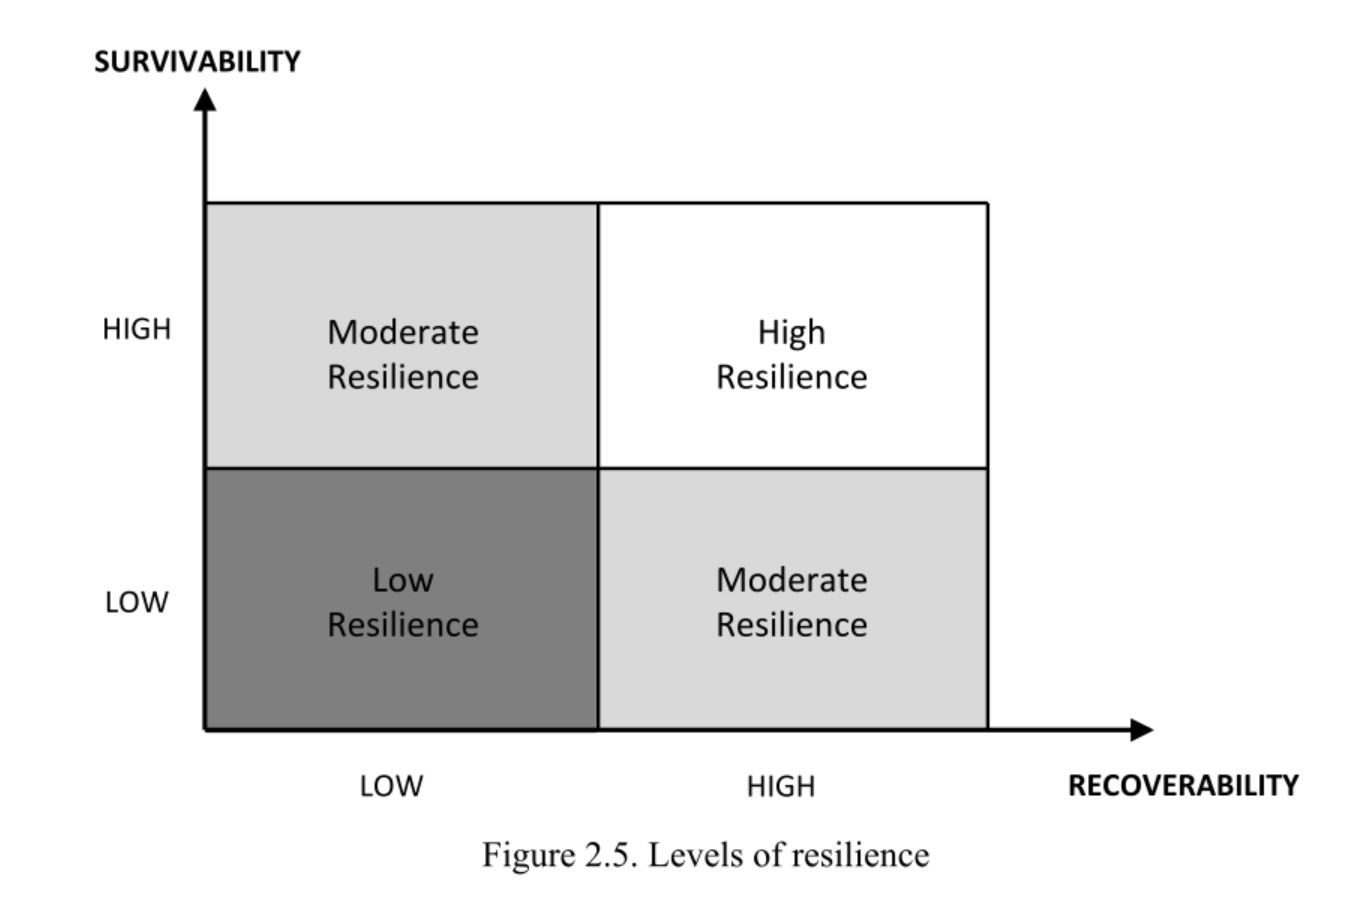 SURVIVABILITY
HIGH
Moderate
Resilience
High
Resilience
LOW
Low
Resilience
Moderate
Resilience
LOW
HIGH
RECOVERABILITY
Figure 2.5. Levels of resilience